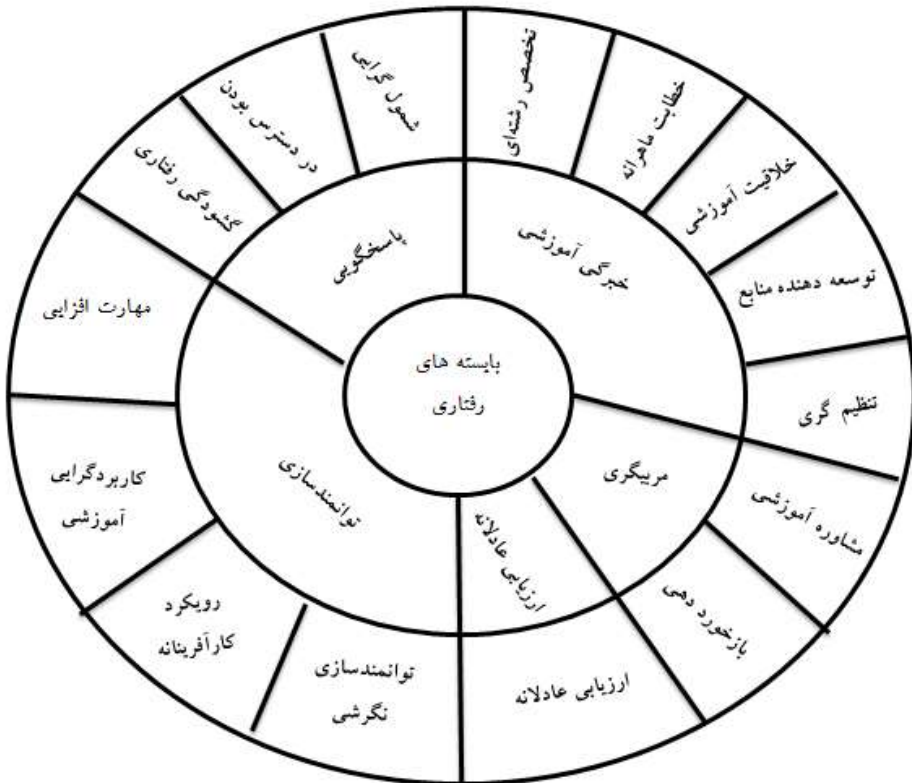 بایسته های
رفتاری
خبرگی آموزشی
مربیگری
ارزیابی عادلانه
توانمندسازی
پاسخگویی
تخصص رشته‌ای
خطابت ماهرانه
خلاقیت آموزشی
توسعه دهنده منابع
تنظیم گری
مشاوره آموزشی
بازخورد دهی
ارزیابی عادلانه
توانمندسازی
نگرشی
رویکرد
کارآفرینانه
کاربردگرایی
آموزشی
مهارت افزایی
گشودگی رفتاری
در دسترس بودن
شمول گرایی